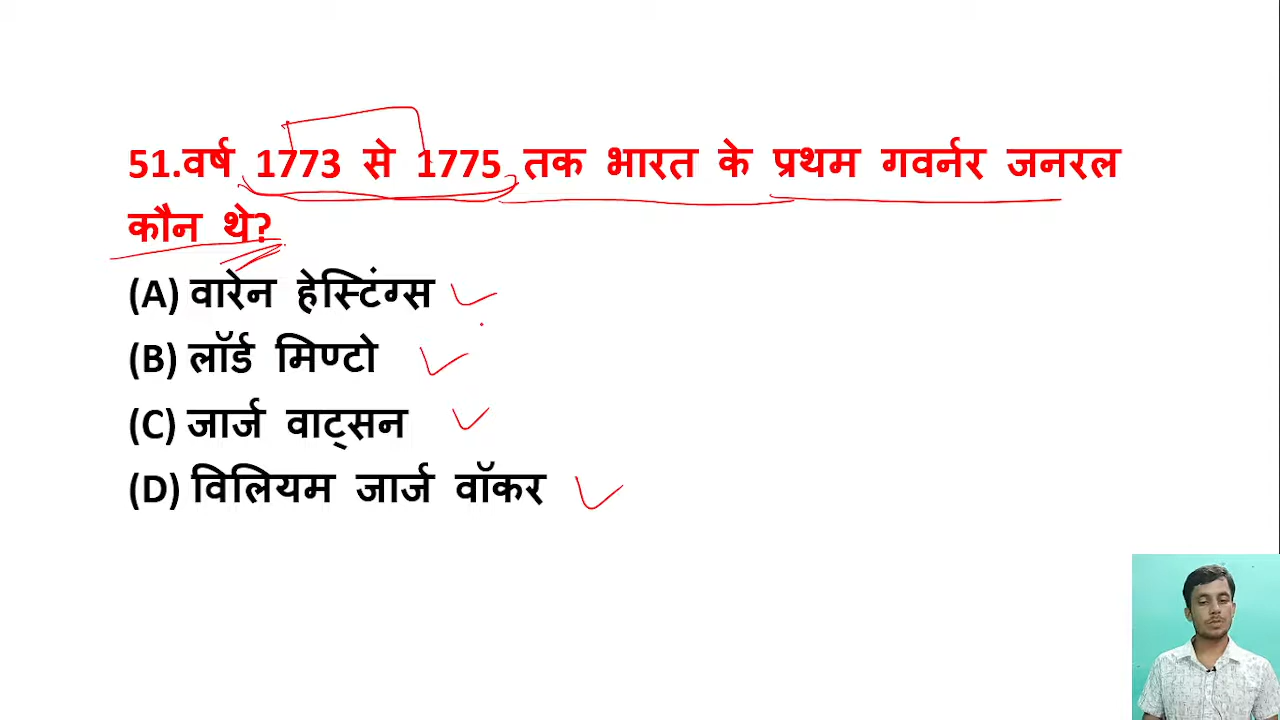 51.वर्ष 1773 से 1775 तक भारत के प्रथम गवर्नर जनरल
कौन थे?
(A) वारेन हेस्टिंग्स
(B) लॉर्ड मिण्टो
(C) जार्ज वाट्सन
(D) विलियम जार्ज वॉकर